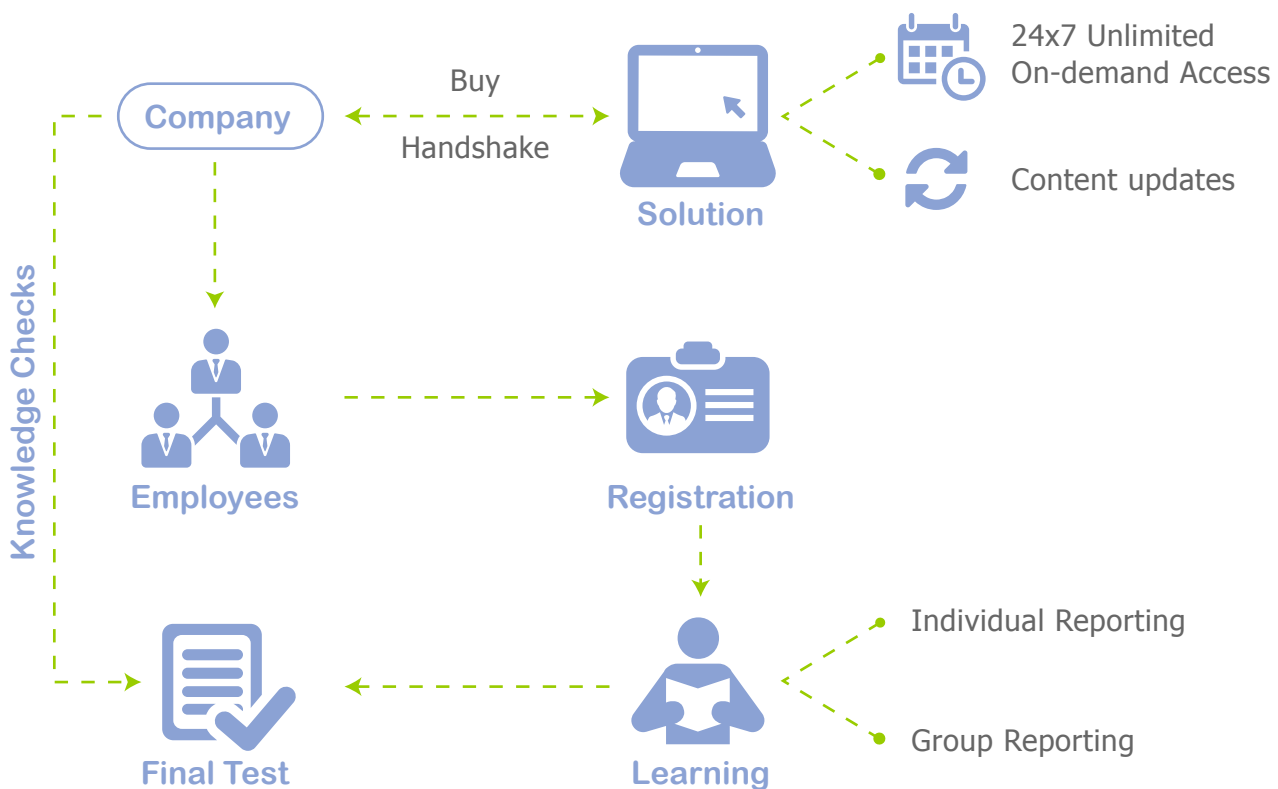 24x7 Unlimited
On-demand Access
Buy
Company
Handshake
Content updates
Solution
Knowledge Checks
Employees
Registration
Individual Reporting
Group Reporting
Final Test
Learning